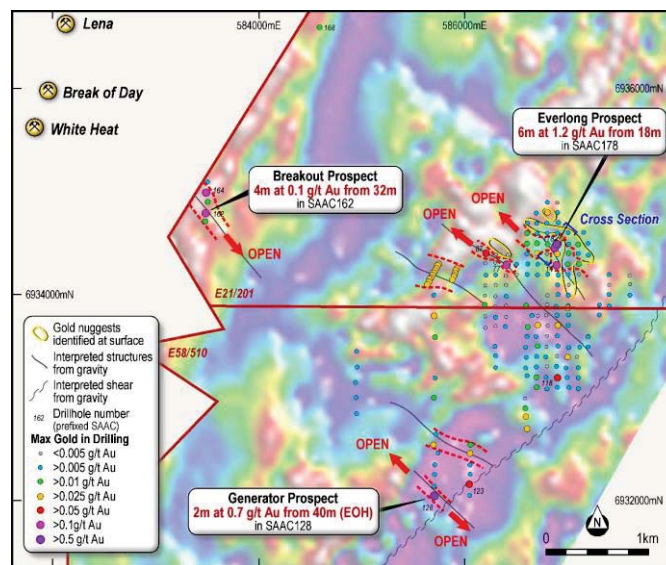 Lena
Break of Day
White Heat
584000mE
586000mE
168
6936000mN
Everlong Prospect
6m at 1.2 g/t Au from 18m
in SAAC178
Breakout Prospect
4m at 0.1 g/t Au from 32m
in SAAC162
164
162
OPEN
OPEN
OPEN
Cross Section
77
6934000mN
E21/201
E58/510
Gold nuggests
identified at surface
Interpreted structures
from gravity
Interpreted shear
from gravity
162 Drillhole number
(prefixed SAAC)
Max Gold in Drilling
<0.005 g/t Au
>0.005 g/t Au
>0.01 g/t Au
>0.025 g/t Au
>0.05 g/t Au
>0.1g/t Au
>0.5 g/t Au
118
OPEN
123
128
OPEN
Generator Prospect
2m at 0.7 g/t Au from 40m (EOH)
in SAAC128
6932000mN
N
0 1km